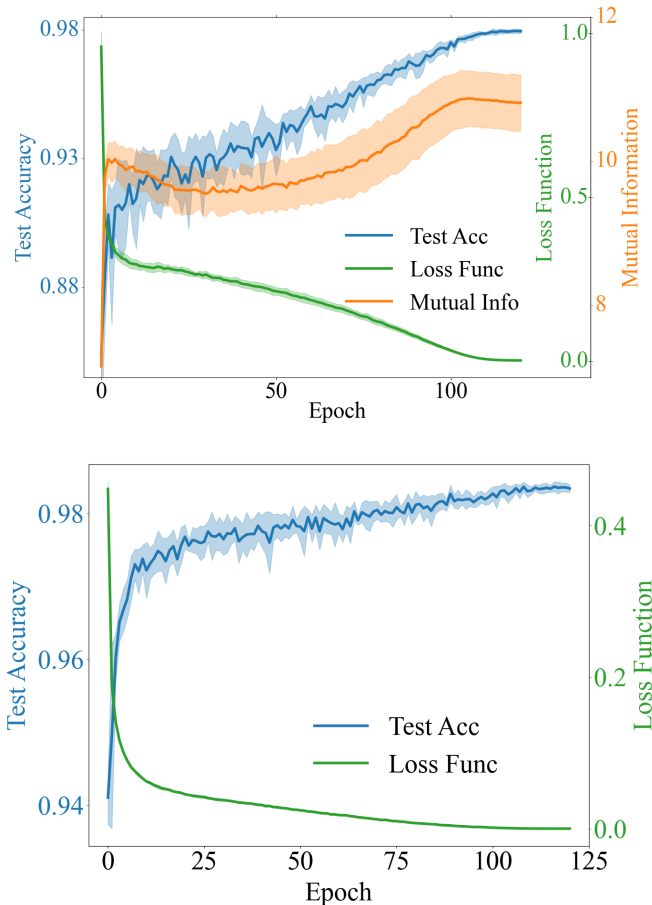 12
0.98
1.0
0.93
10
0.5
0.88
8
0.0
Test Accuracy
Loss Function
Mutual Information
Test Acc
Loss Func
Mutual Info
0 50 100
Epoch
0.98
0.96
0.94
0.4
0.2
0.0
Test Accuracy
Loss Function
Test Acc
Loss Func
0 25 50 75 100 125
Epoch